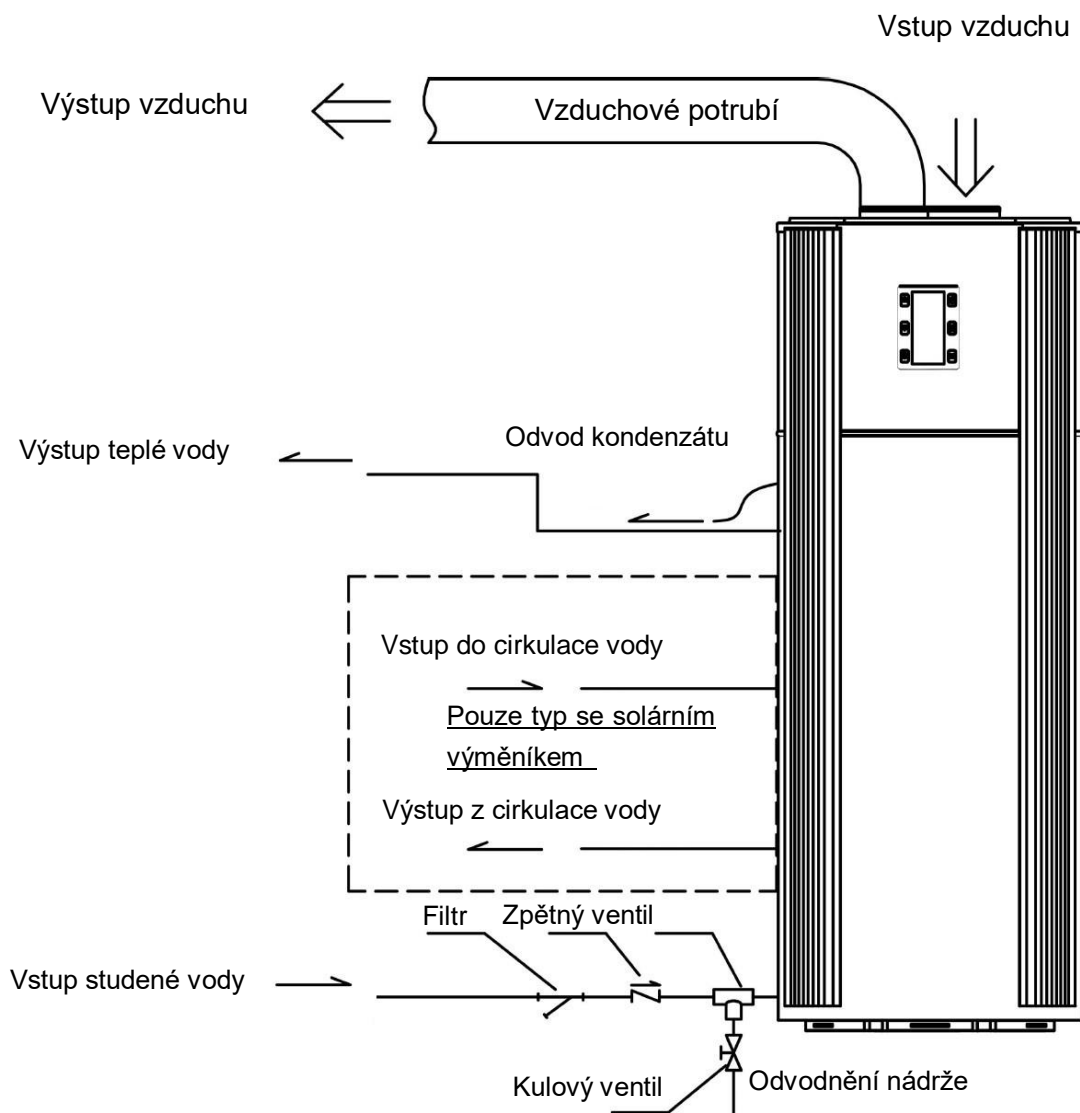 Vstup vzduchu
Výstup vzduchu
Vzduchové potrubí
Odvod kondenzátu
Výstup teplé vody
Vstup do cirkulace vody
Pouze typ se solárním
výměníkem
Výstup z cirkulace vody
Filtr
Zpětný ventil
Vstup studené vody
Kulový ventil
Odvodnění nádrže